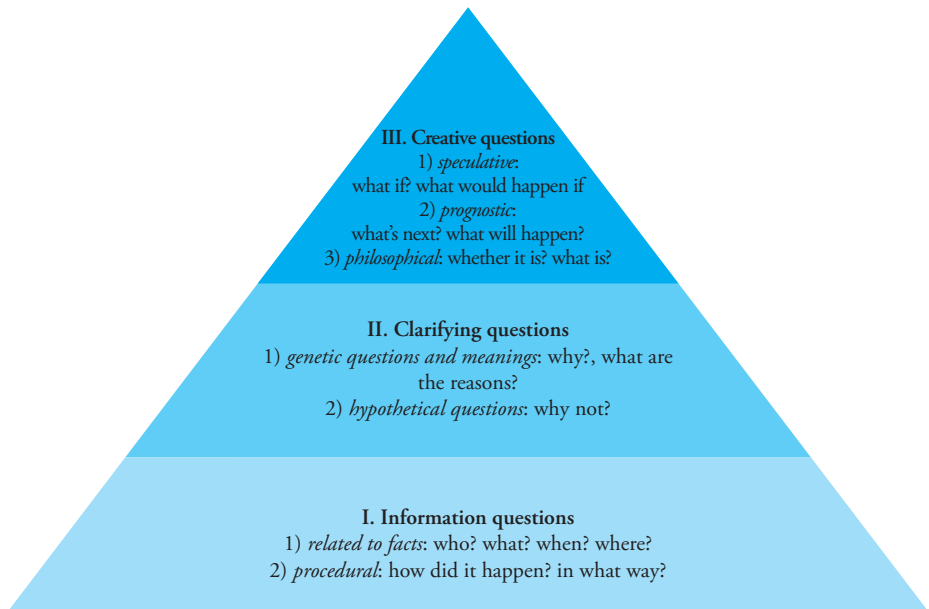 III. Creative questions
1) speculative:
what if? what would happen if
2) prognostic:
what's next? what will happen?
3) philosophical: whether it is? what is?
II. Clarifying questions
1) genetic questions and meanings: why?, what are
the reasons?
2) hypothetical questions: why not?
I. Information questions
1) related to facts: who? what? when? where?
2) procedural: how did it happen? in what way?